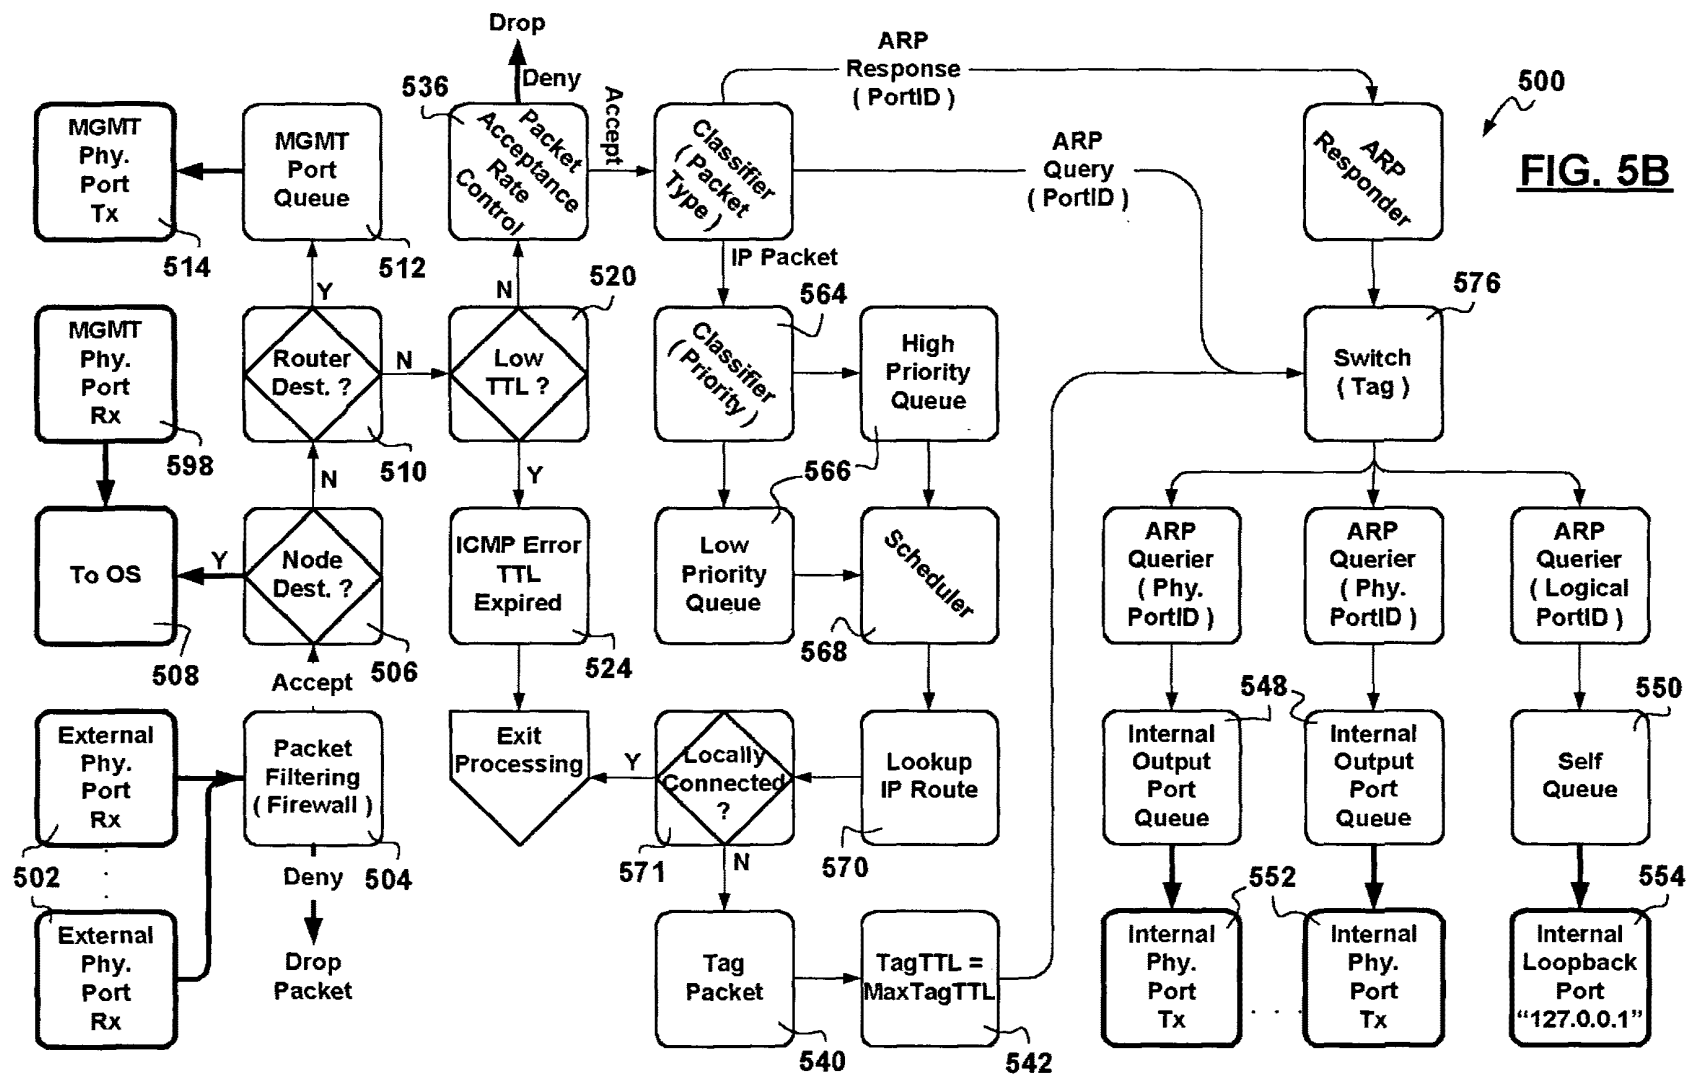 Drop
Deny
536
Packet
Acceptance
Rate
Control
Accept
ARP
Response
( PortID )
ARP
Query
( PortID )
500
FIG. 5B
MGMT
Phy.
Port
Tx
514
MGMT
Port
Queue
512
Classifier
( Packet
Type )
ARP
Responder
IP Packet
Y
N
520
564
576
MGMT
Phy.
Port
Rx
598
Router
Dest. ?
510
N
Low
TTL ?
Classifier
( Priority )
High
Priority
Queue
566
Switch
( Tag )
N
Y
To OS
508
Y
Node
Dest. ?
506
ICMP Error
TTL
Expired
524
Low
Priority
Queue
Scheduler
568
ARP
Querier
( Phy.
PortID )
ARP
Querier
( Phy.
PortID )
ARP
Querier
( Logical
PortID )
Accept
External
Phy.
Port
Rx
502
Packet
Filtering
( Firewall )
504
Deny
Exit
Processing
Y
Locally
Connected
?
571
N
Lookup
IP Route
570
548
Internal
Output
Port
Queue
Internal
Output
Port
Queue
550
Self
Queue
External
Phy.
Port
Rx
Drop
Packet
Tag
Packet
540
TagTTL =
MaxTagTTL
542
552
Internal
Phy.
Port
Tx
Internal
Phy.
Port
Tx
554
Internal
Loopback
Port
“127.0.0.1”